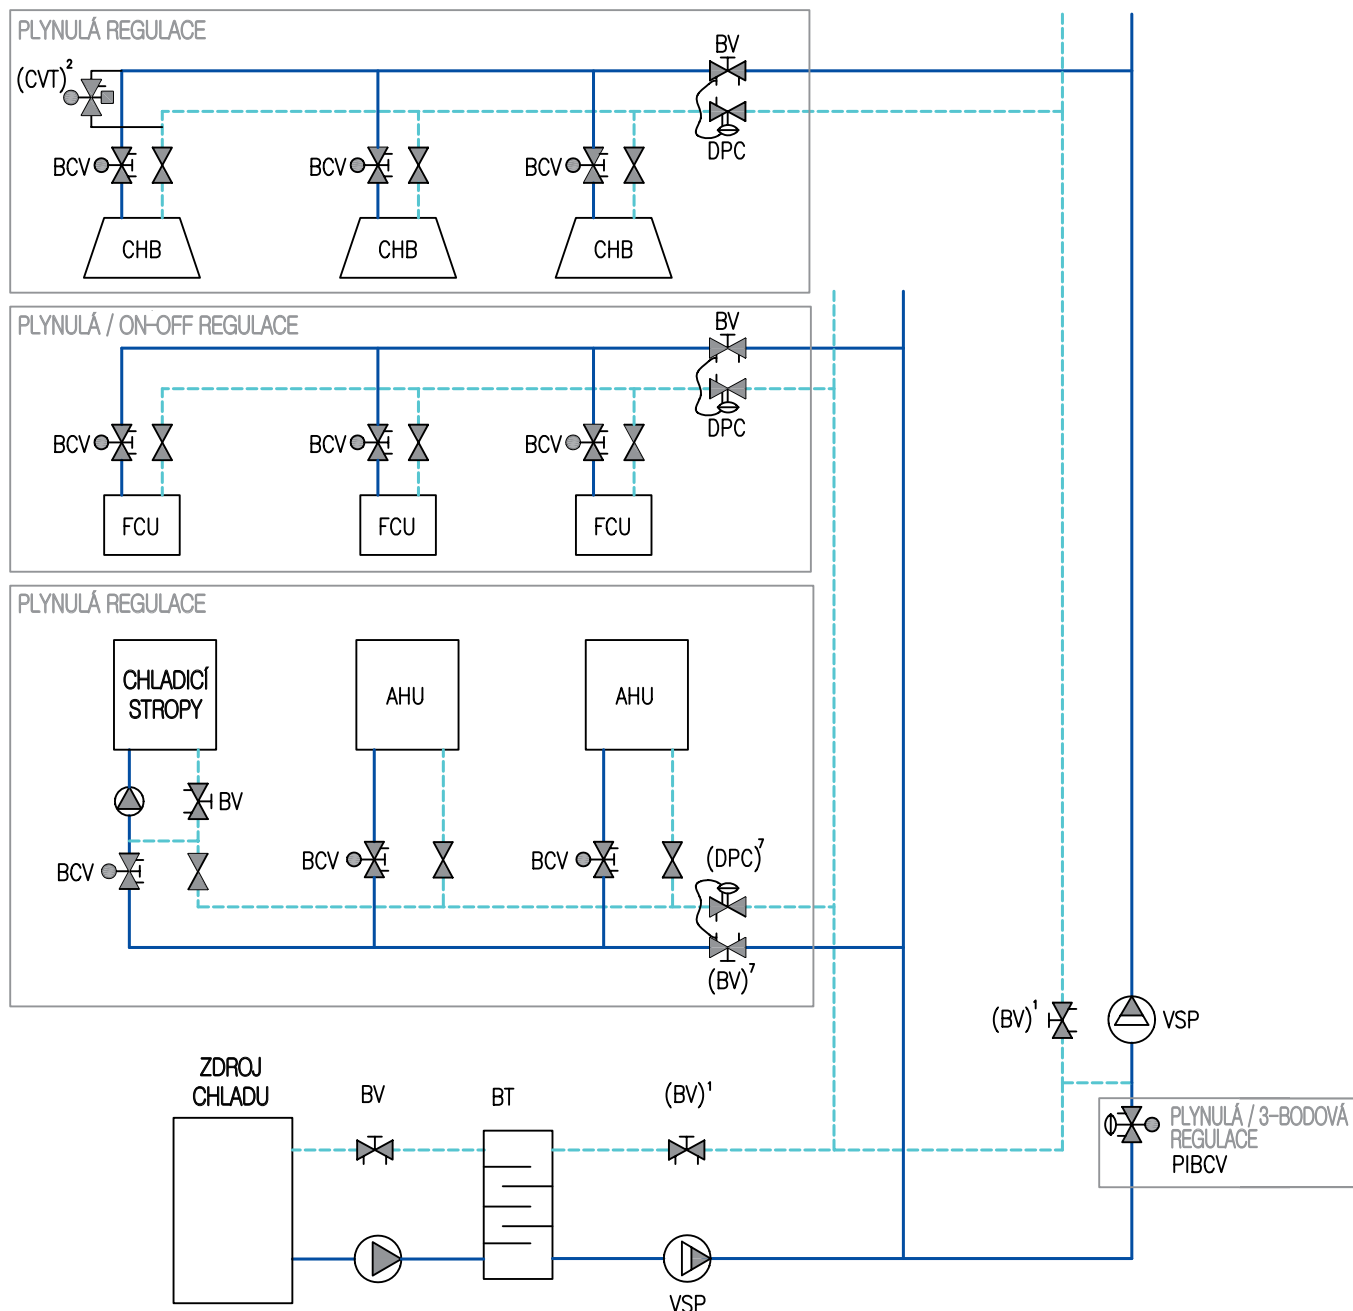 PLYNULÁ REGULACE
BV
(CVT)²
DPC
BCV
BCV
BCV
CHB
CHB
CHB
PLYNULÁ / ON-OFF REGULACE
BV
DPC
BCV
BCV
BCV
FCU
FCU
FCU
PLYNULÁ REGULACE
CHLADICÍ
STROPY
AHU
AHU
BV
BCV
BCV
BCV
(DPC)⁷
(BV)⁷
(BV)¹
VSP
ZDROJ
CHLADU
BV
BT
(BV)¹
PLYNULÁ / 3-BODOVÁ
REGULACE
PIBCV
VSP